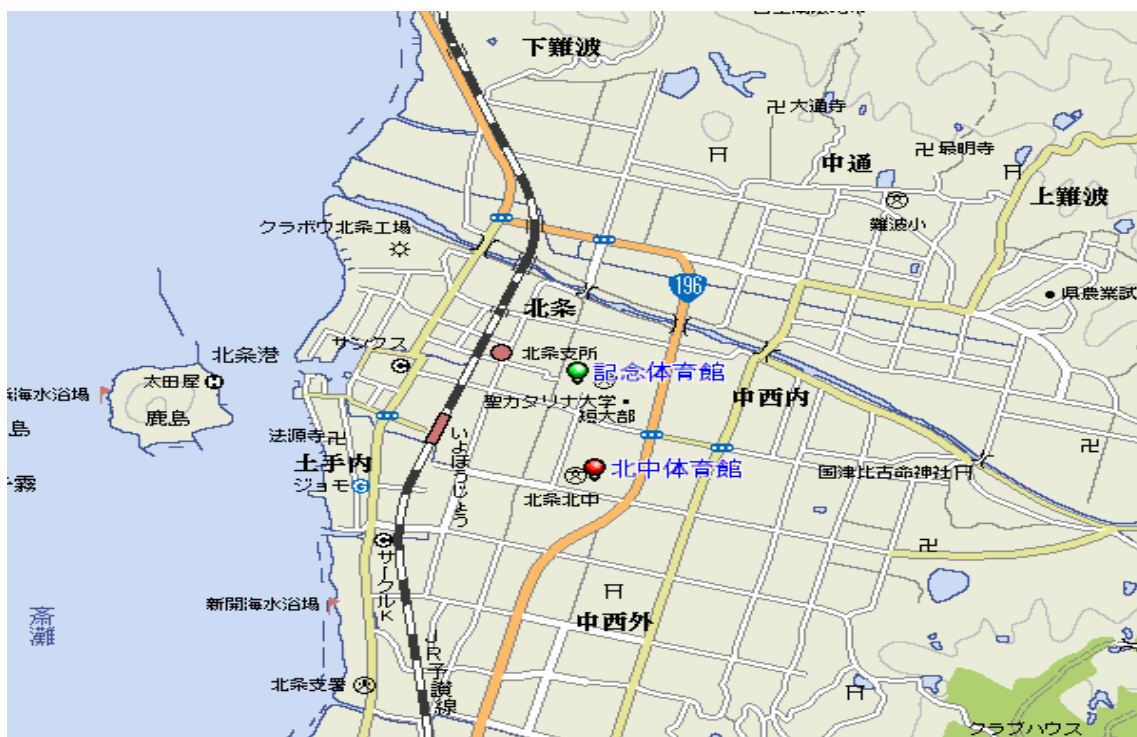 下難波
大通寺
中通
最明寺
上難波
難波小
クラボウ北条工場
196
北条
県農業試
北条港
サンクス
北条支所
記念体育館
太田屋
海水浴場
聖カタリナ大学・
短大部
中西内
鹿島
島
法源寺
土手内
いよほうじょう
北中体育館
国津比古命神社
ジョモ
北条北中
サークルK
新開海水浴場
中西外
斎灘
JR予讃線
北条支署
クラブハウス